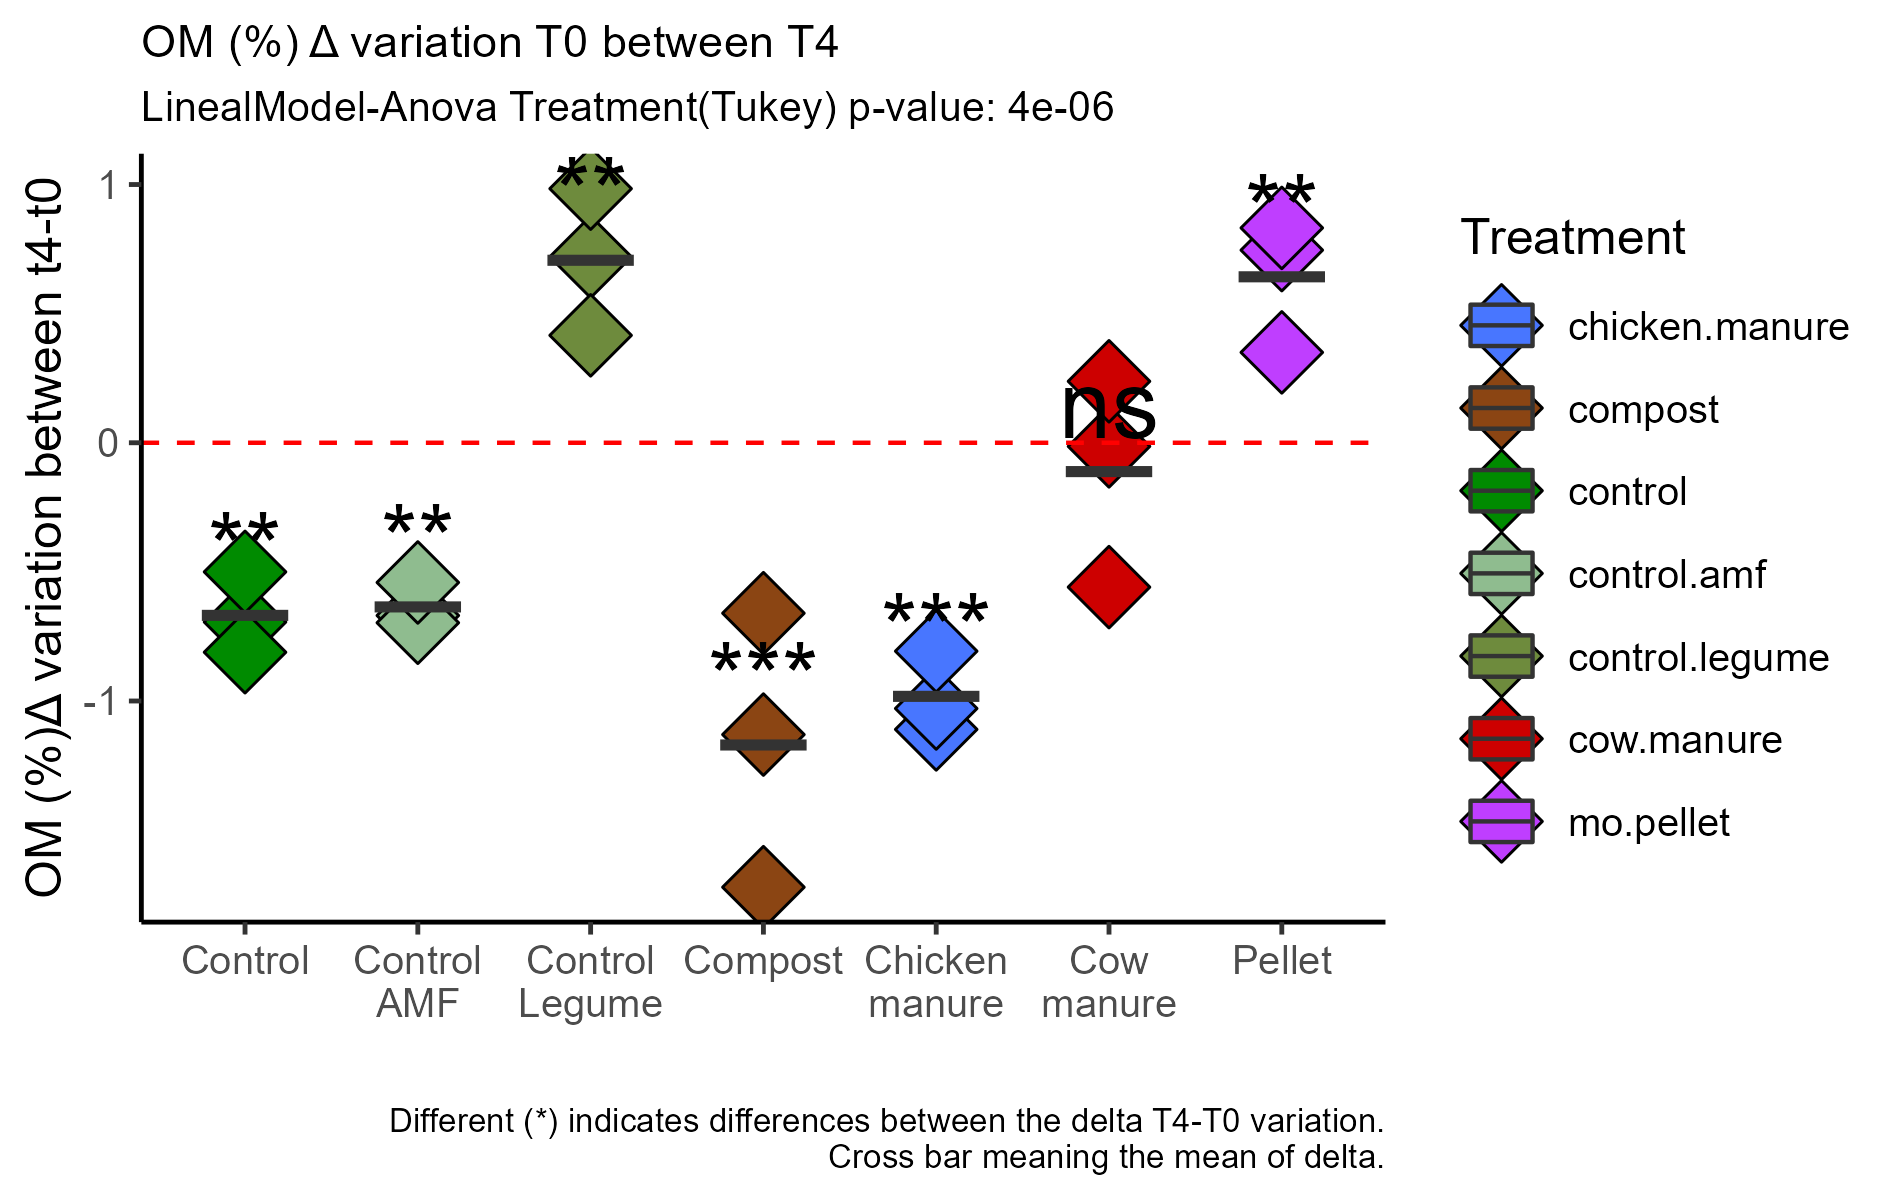 OM (%) Δ variation T0 between T4
LinealModel-Anova Treatment(Tukey) p-value: 4e-06
OM (%)Δ variation between t4-t0
1
0
-1
**
**
**
***
***
ns
**
Control
Control
AMF
Control
Legume
Compost
Chicken
manure
Cow
manure
Pellet
Treatment
chicken.manure
compost
control
control.amf
control.legume
cow.manure
mo.pellet
Different (*) indicates differences between the delta T4-T0 variation.
Cross bar meaning the mean of delta.